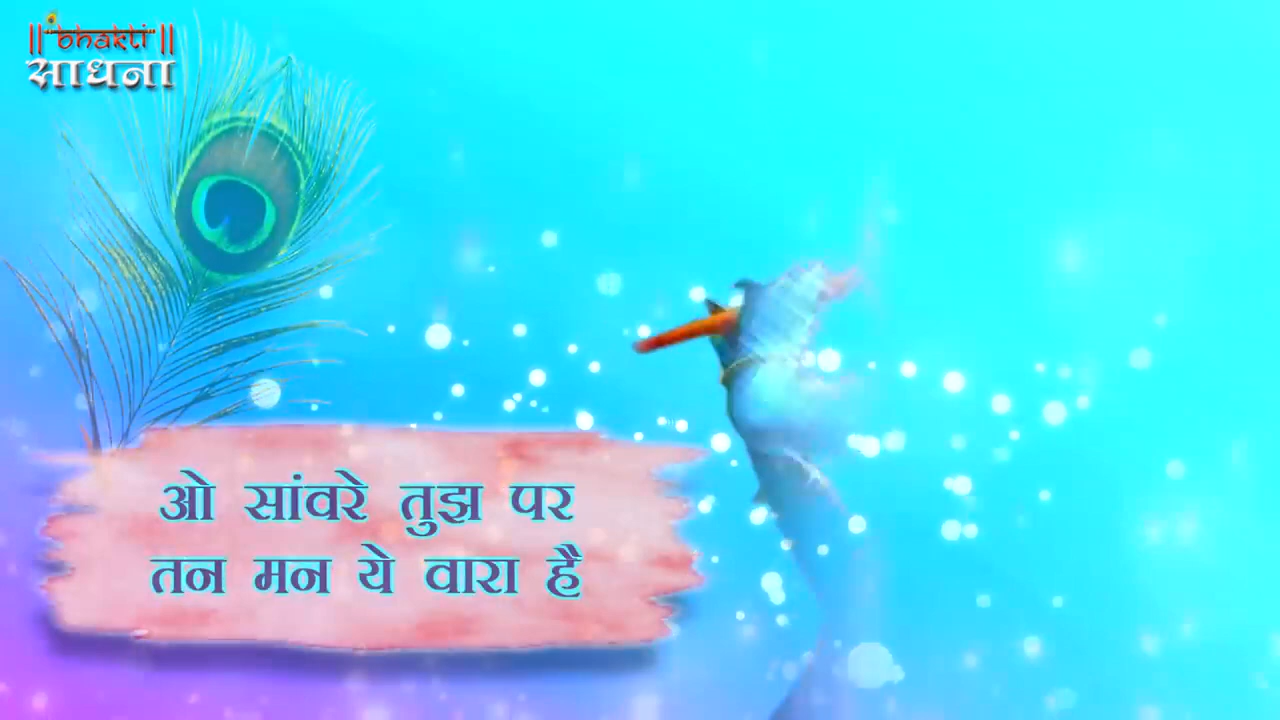 || "bhakti" ||
साधना
ओ सांवरे तुझ पर
तन मन ये वारा है